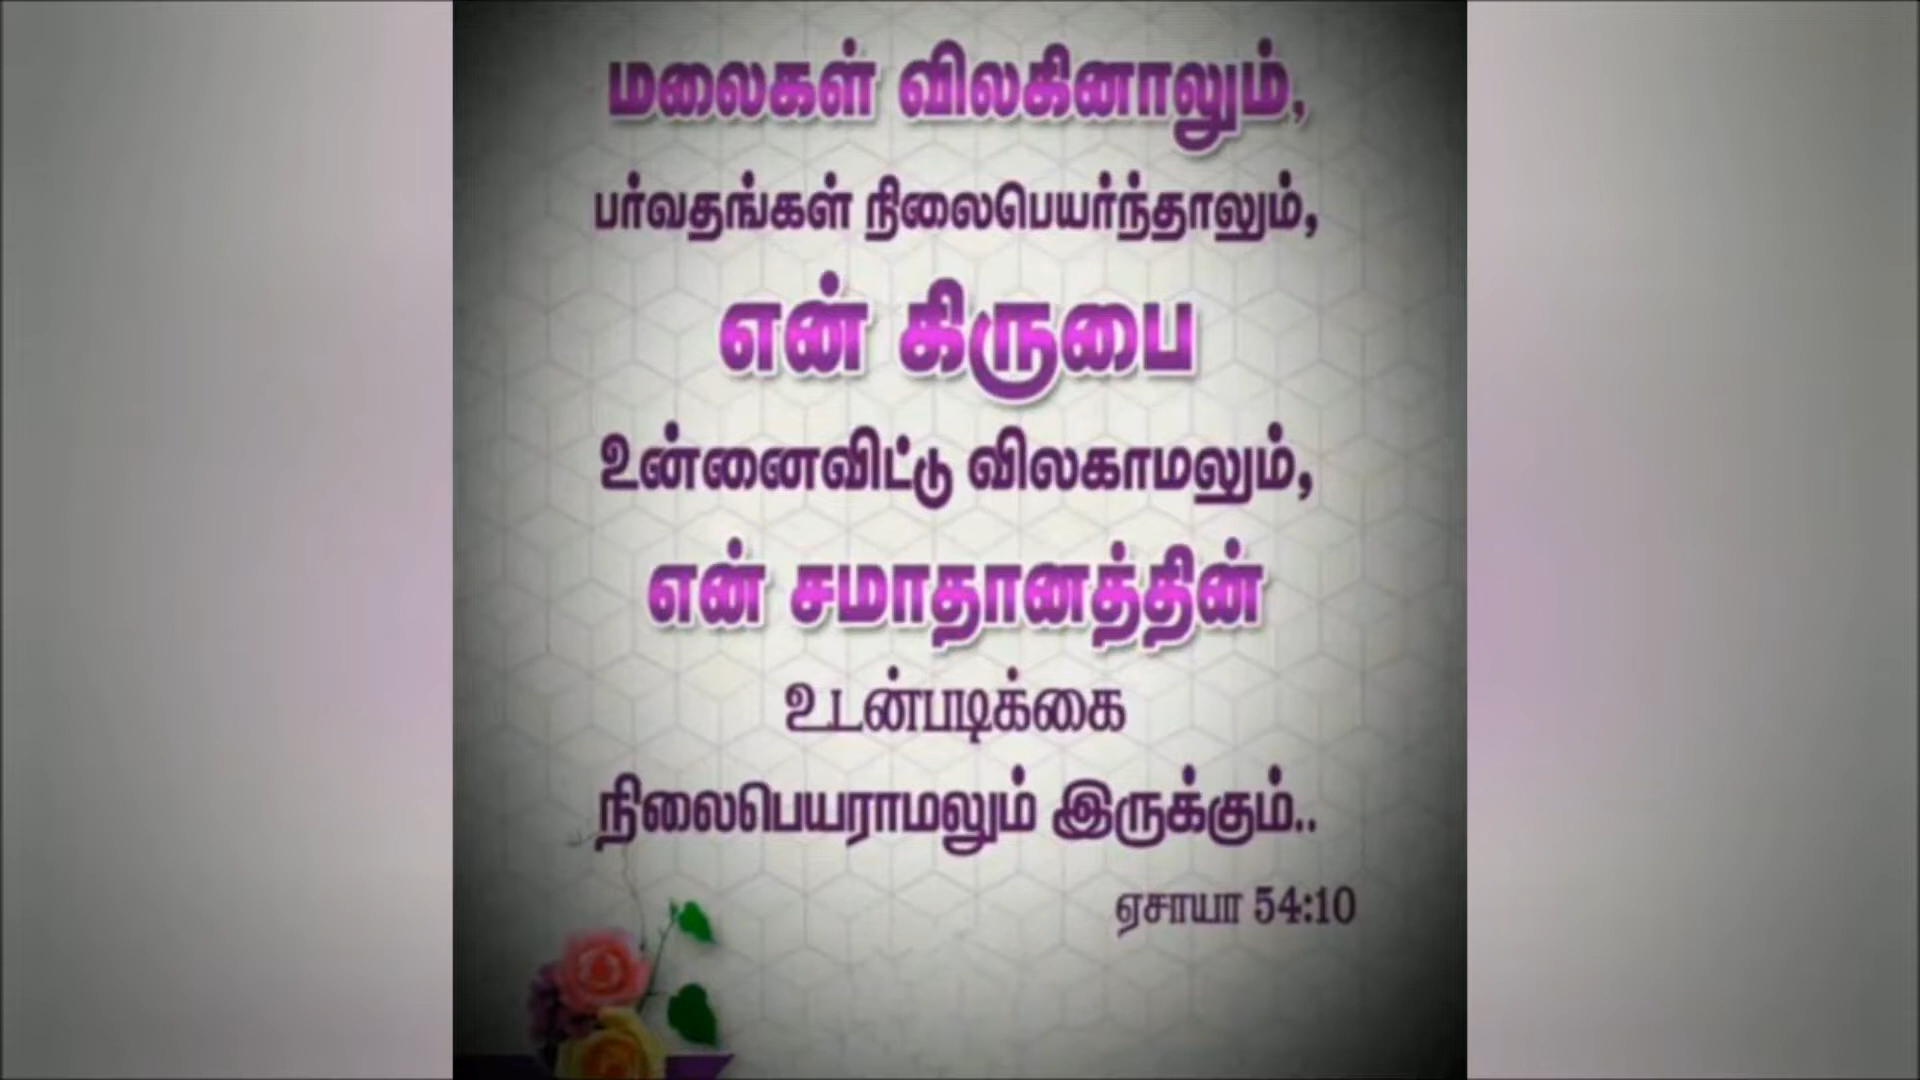 மலைகள் விலகினாலும்,
பர்வதங்கள் நிலைபெயர்ந்தாலும்,
என் கிருபை
உன்னைவிட்டு விலகாமலும்,
என் சமாதானத்தின்
உடன்படிக்கை
நிலைபெயராமலும் இருக்கும்..
ஏசாயா 54:10